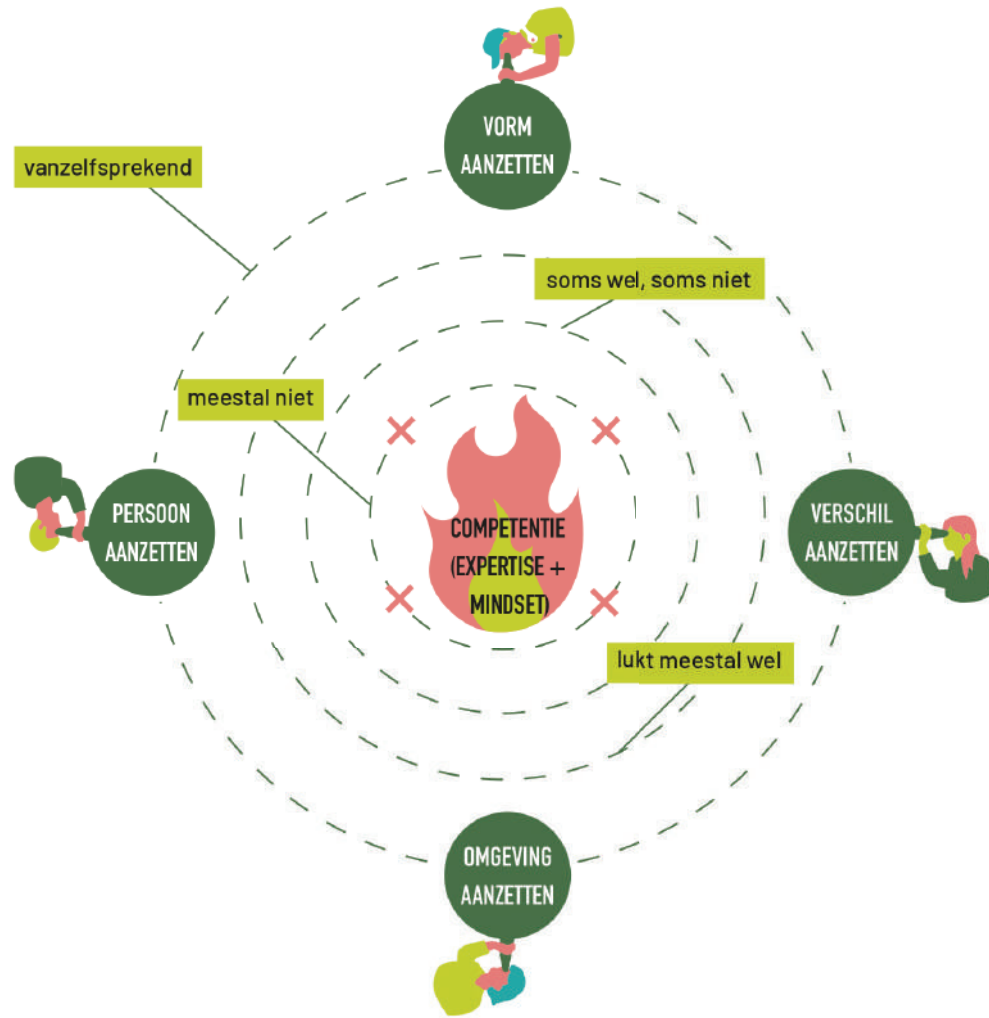 VORM
AANZETTEN
vanzelfsprekend
soms wel, soms niet
meestal niet
PERSOON
AANZETTEN
COMPETENTIE
(EXPERTISE +
MINDSET)
VERSCHIL
AANZETTEN
lukt meestal wel
OMGEVING
AANZETTEN